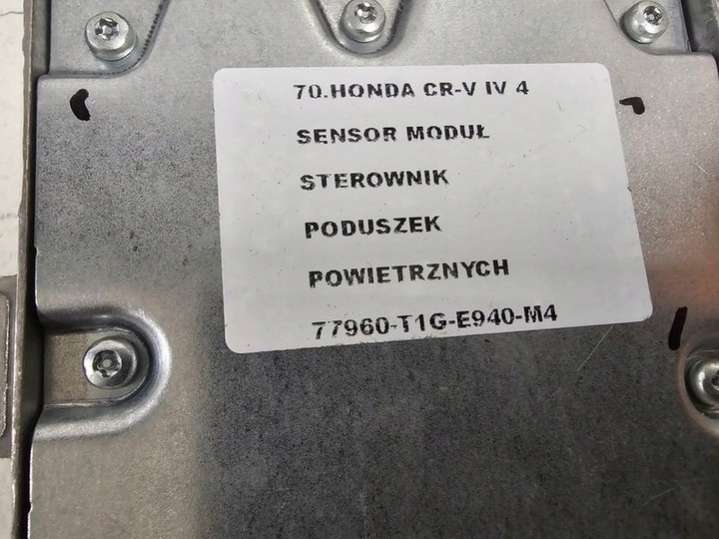 70.HONDA CR-V IV 4
SENSOR MODUŁ
STEROWNIK
PODUSZEK
POWIETRZNYCH
77960-T1G-E940-M4